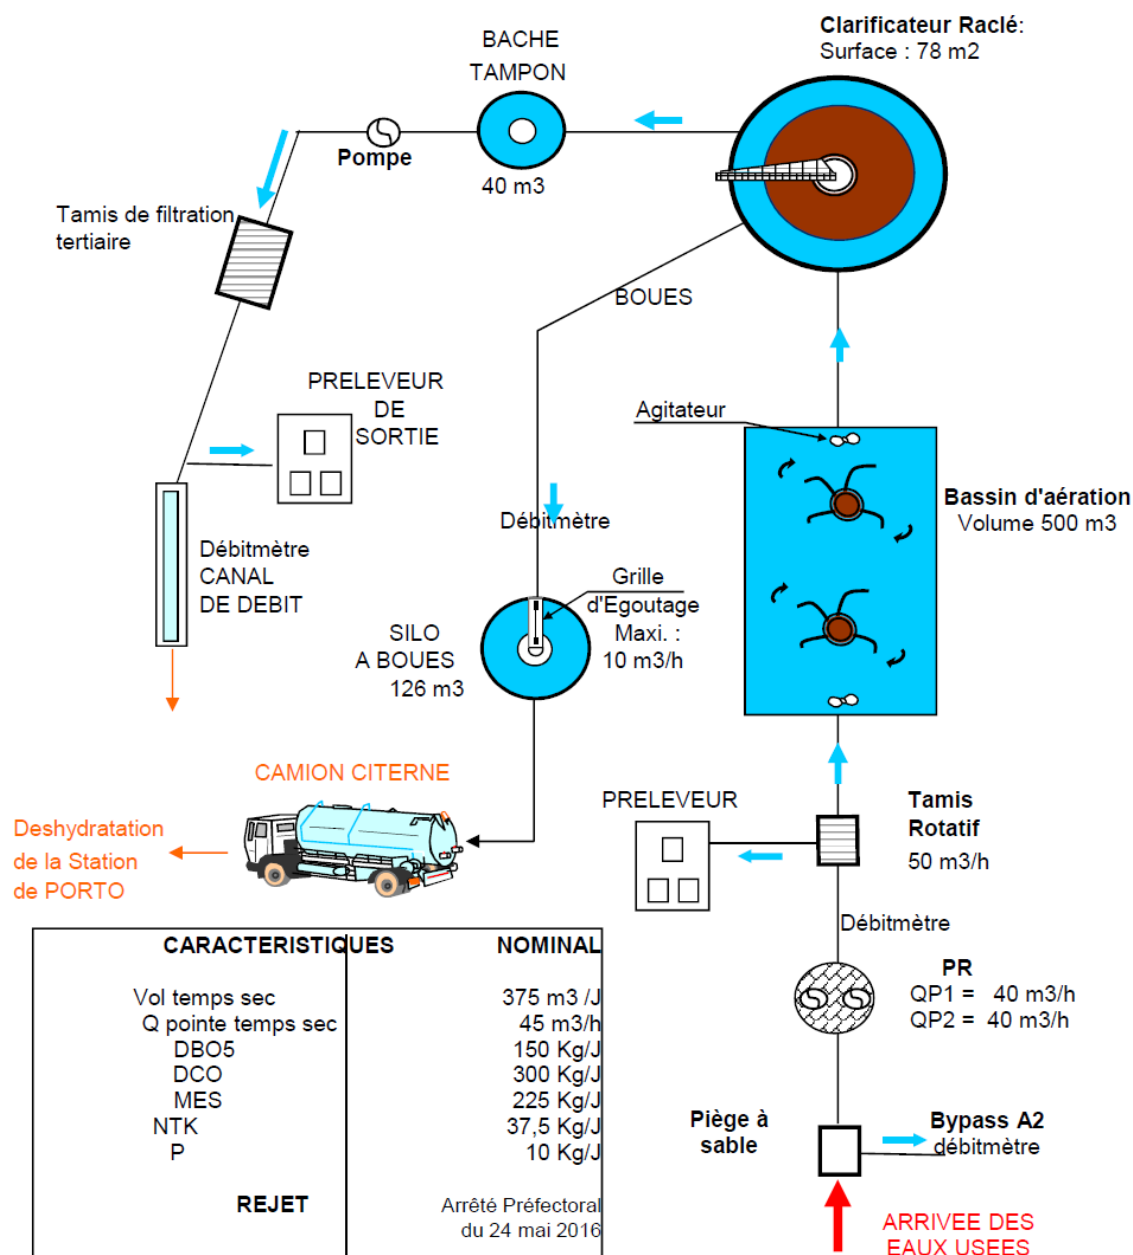 Clarificateur Raclé:
Surface : 78 m2
BACHE
TAMPON
Pompe
40 m3
Tamis de filtration
tertiaire
BOUES
PRELEVEUR
DE
SORTIE
Agitateur
Bassin d'aération
Volume 500 m3
Débitmètre
Débitmètre
CANAL
DE DEBIT
Grille
d'Egoutage
Maxi. :
10 m3/h
SILO
A BOUES
126 m3
CAMION CITERNE
Deshydratation
de la Station
de PORTO
PRELEVEUR
Tamis
Rotatif
50 m3/h
Débitmètre
PR
QP1 = 40 m3/h
QP2 = 40 m3/h
Piège à
sable
Bypass A2
débitmètre
ARRIVEE DES
EAUX USEES
CARACTERISTIQUES NOMINAL
Vol temps sec 375 m3 /J
Q pointe temps sec 45 m3/h
DBO5 150 Kg/J
DCO 300 Kg/J
MES 225 Kg/J
NTK 37,5 Kg/J
P 10 Kg/J
REJET Arrêté Préfectoral
du 24 mai 2016